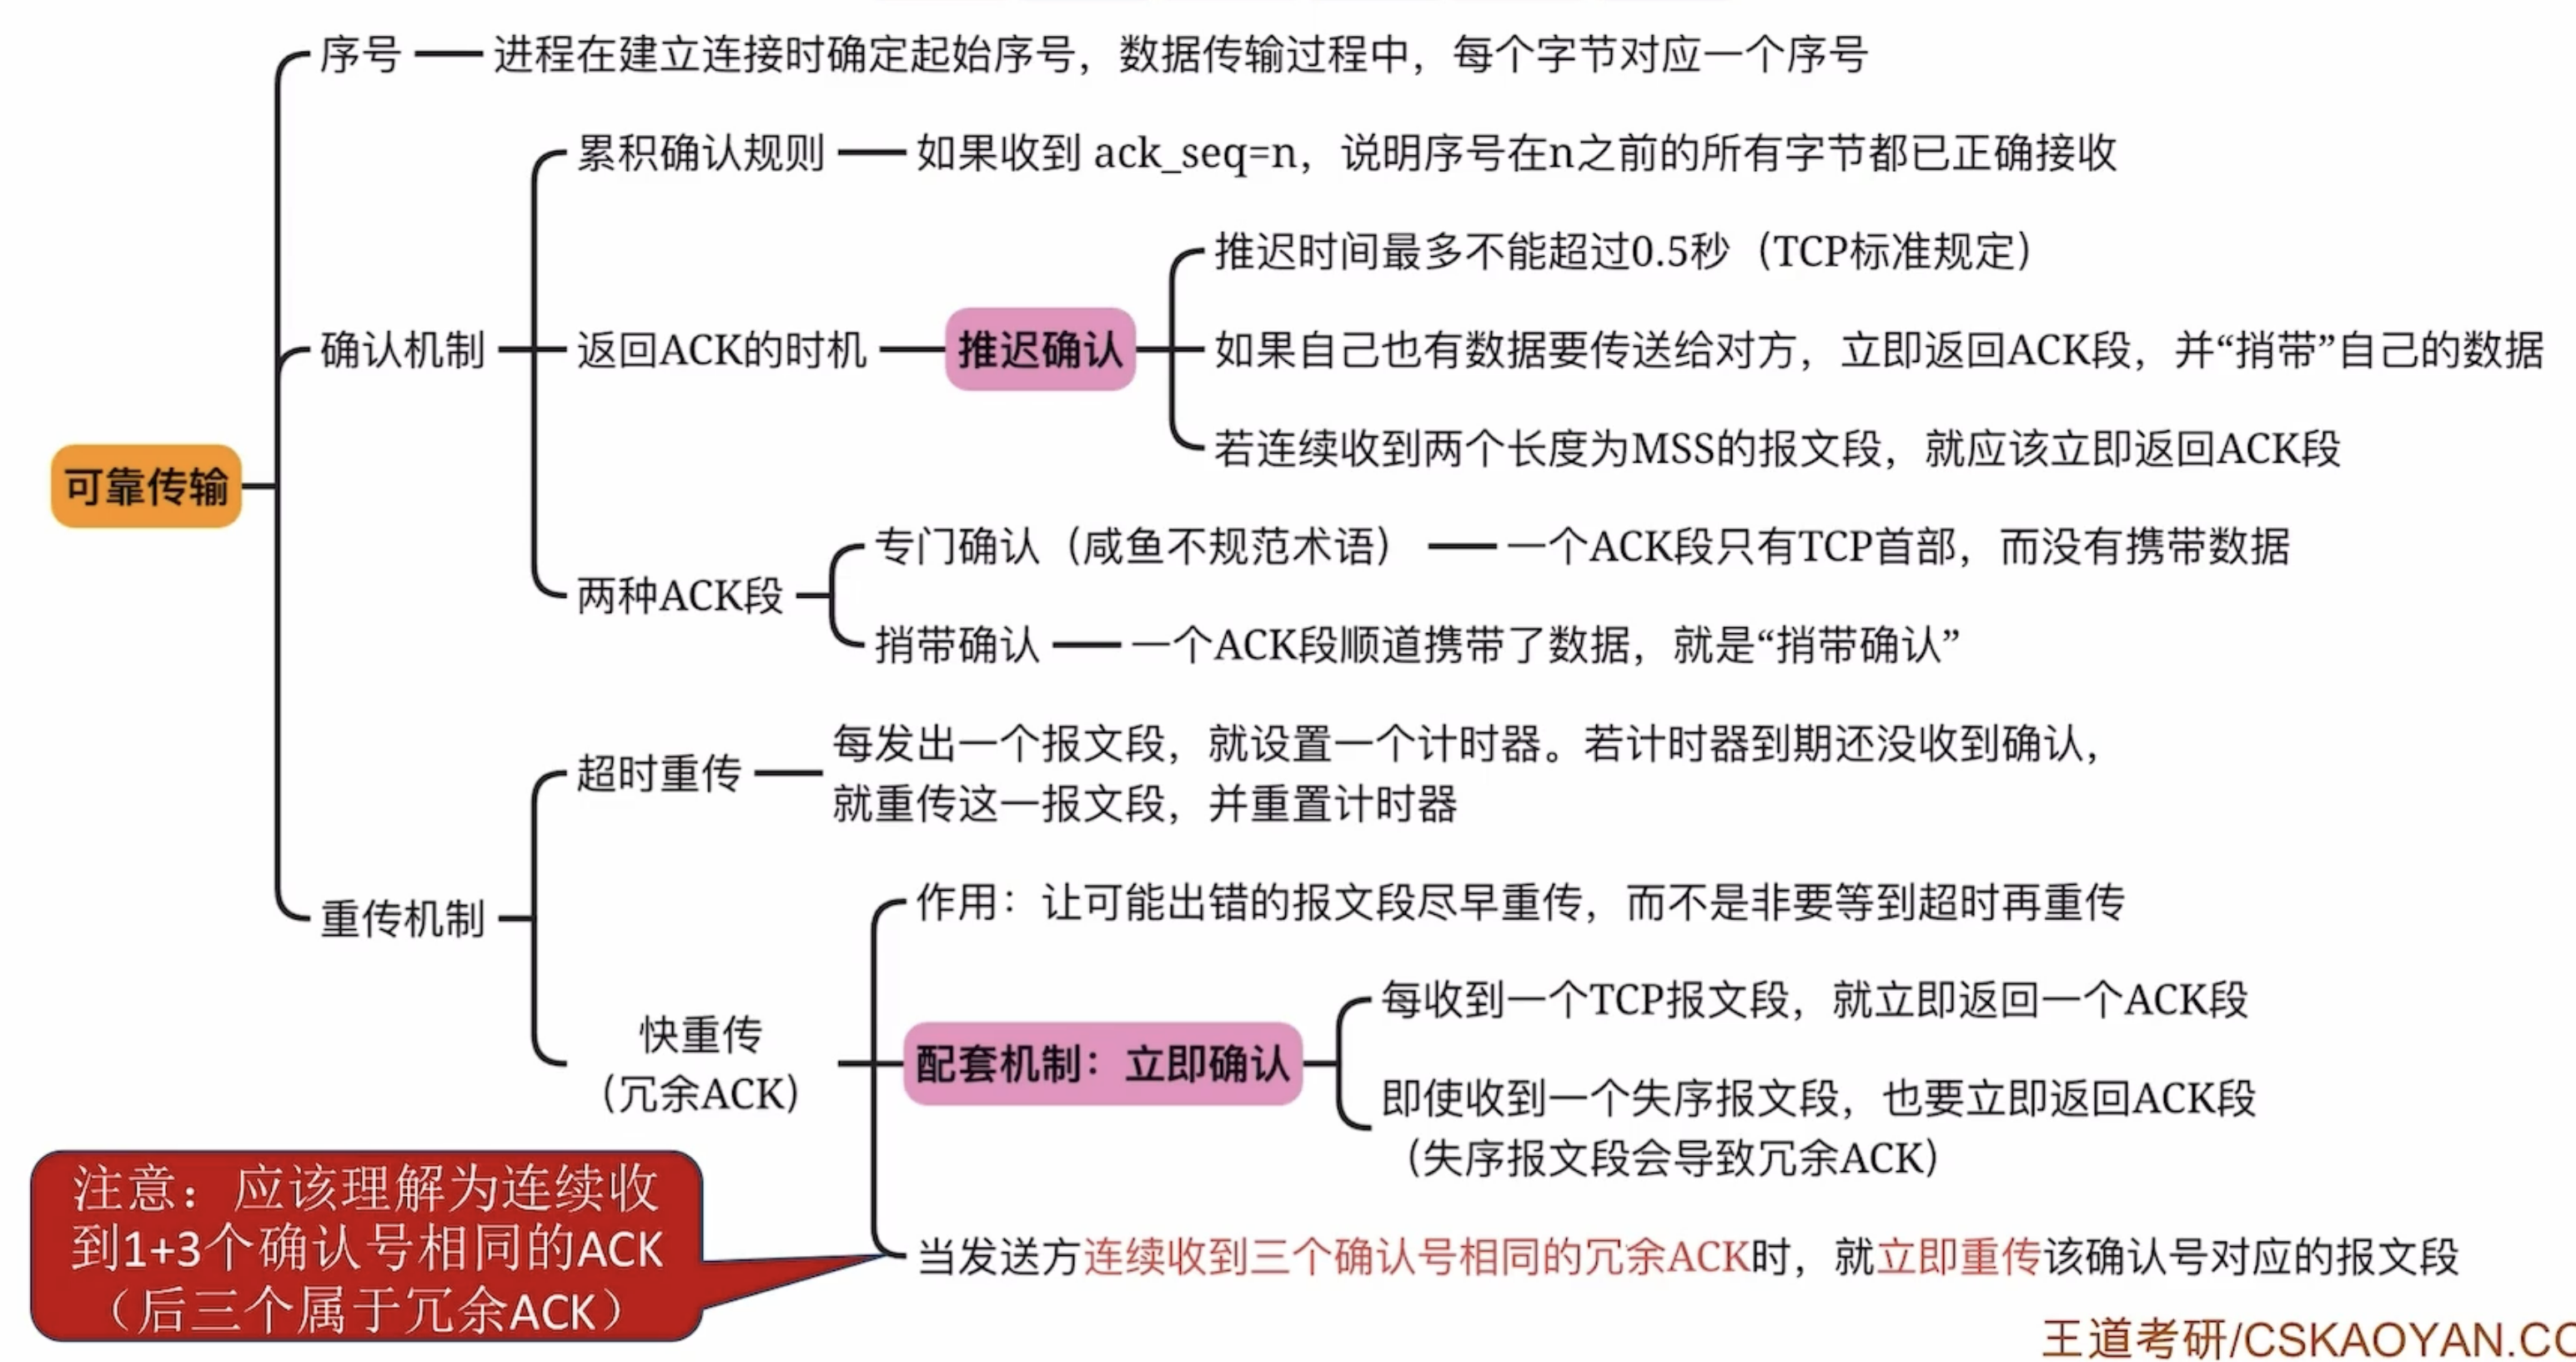 序号
进程在建立连接时确定起始序号，数据传输过程中，每个字节对应一个序号
累积确认规则
如果收到 ack_seq=n，说明序号在n之前的所有字节都已正确接收
推迟时间最多不能超过0.5秒（TCP标准规定）
确认机制
返回ACK的时机
推迟确认
如果自己也有数据要传送给对方，立即返回ACK段，并“捎带”自己的数据
若连续收到两个长度为MSS的报文段，就应该立即返回ACK段
可靠传输
专门确认（咸鱼不规范术语）
一个ACK段只有TCP首部，而没有携带数据
两种ACK段
捎带确认
一个ACK段顺道携带了数据，就是“捎带确认”
超时重传
每发出一个报文段，就设置一个计时器。若计时器到期还没收到确认，
就重传这一报文段，并重置计时器
重传机制
作用：让可能出错的报文段尽早重传，而不是非要等到超时再重传
快重传
（冗余ACK）
配套机制：立即确认
每收到一个TCP报文段，就立即返回一个ACK段
即使收到一个失序报文段，也要立即返回ACK段
（失序报文段会导致冗余ACK）
当发送方连续收到三个确认号相同的冗余ACK时，就立即重传该确认号对应的报文段
注意：应该理解为连续收
到1+3个确认号相同的ACK
（后三个属于冗余ACK）
王道考研/CSKAOYAN.CO